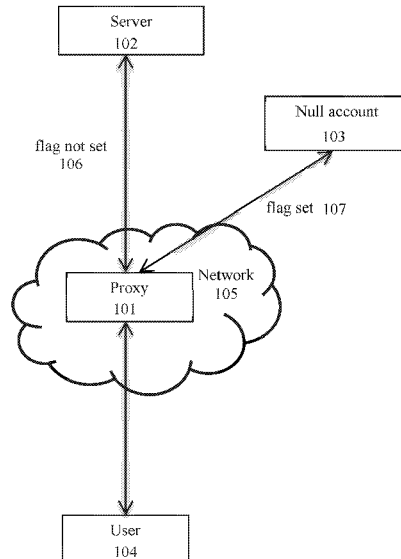 Server
102
Null account
103
flag not set
106
flag set 107
Network
105
Proxy
101
User
104